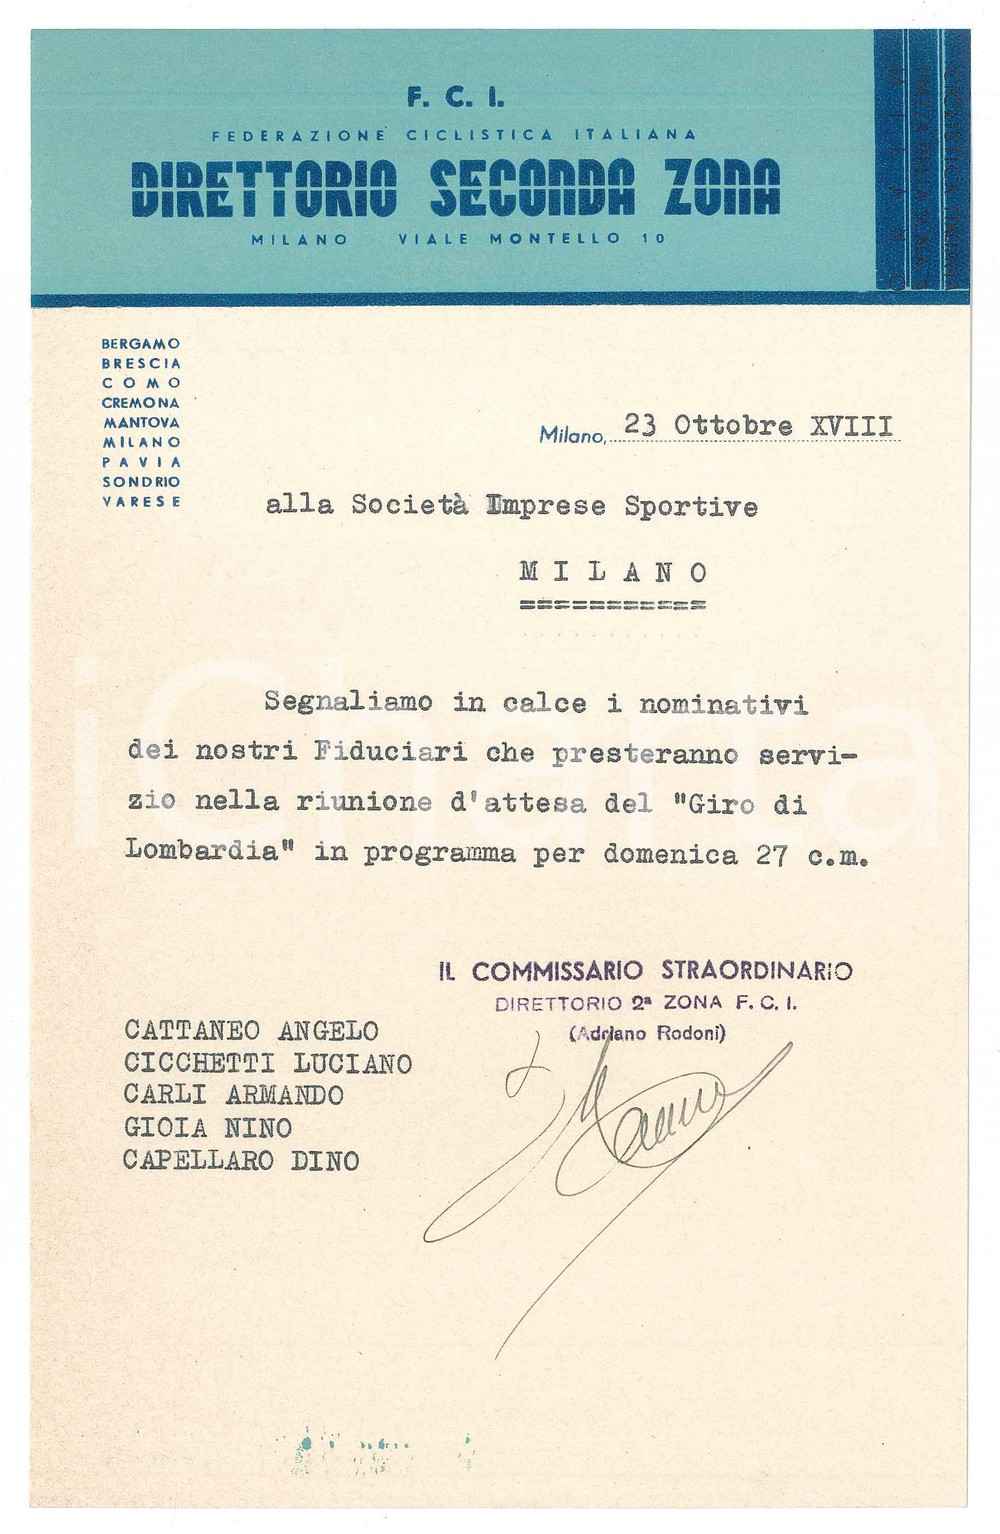 F. C. I.
FEDERAZIONE CICLISTICA ITALIANA
DIRETTORIO SECONDA ZONA
MILANO VIALE MONTELLO 10
BERGAMO
BRESCIA
COMO
CREMONA
MANTOVA
MILANO
PAVIA
SONDRIO
VARESE
Milano, 23 Ottobre XVIII
alla Società Imprese Sportive
MILANO
===========
Segnaliamo in calce i nominativi
dei nostri Fiduciari che presteranno servi-
zio nella riunione d'attesa del "Giro di
Lombardia" in programma per domenica 27 c.m.
IL COMMISSARIO STRAORDINARIO
DIRETTORIO 2ª ZONA F. C. I.
(Adriano Rodoni)
CATTANEO ANGELO
CICCHETTI LUCIANO
CARLI ARMANDO
GIOIA NINO
CAPELLARO DINO